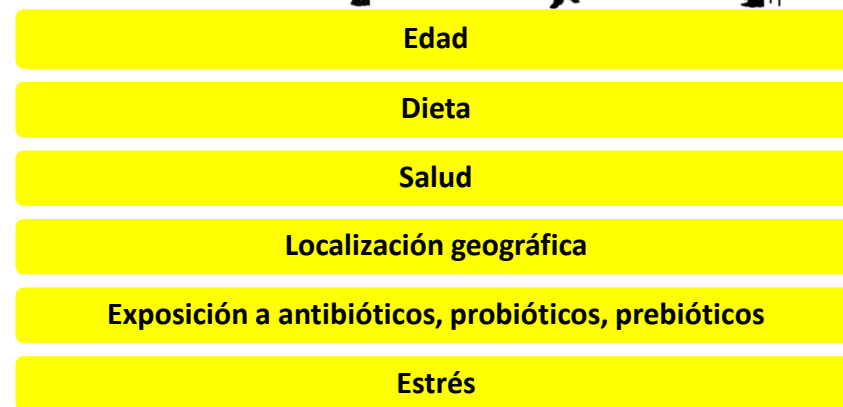 Edad
Dieta
Salud
Localización geográfica
Exposición a antibióticos, probióticos, prebióticos
Estrés